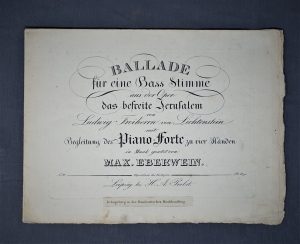 BALLADE
für eine Bass Stimme
aus der Oper
das befreite Jerusalem
von
Ludwig Freiherrn von Lichtenstein
mit
Begleitung des Piano Forte zu vier Händen
in Musik gesetzt von
MAX. EBERWEIN.
Leipzig bei H. A. Probst.